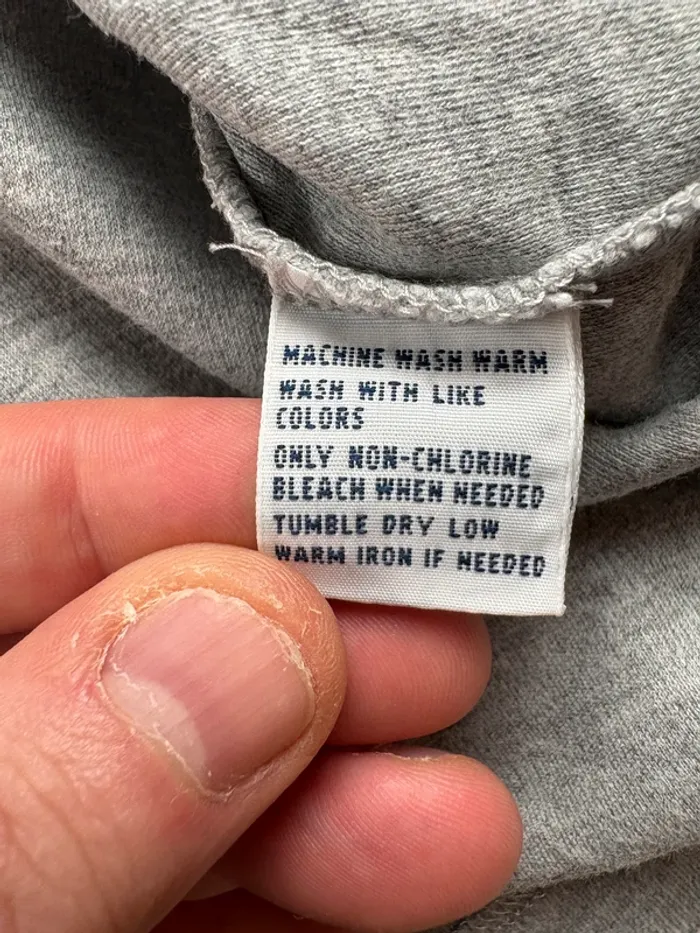 MACHINE WASH WARM
WASH WITH LIKE
COLORS
ONLY NON-CHLORINE
BLEACH WHEN NEEDED
TUMBLE DRY LOW
WARM IRON IF NEEDED